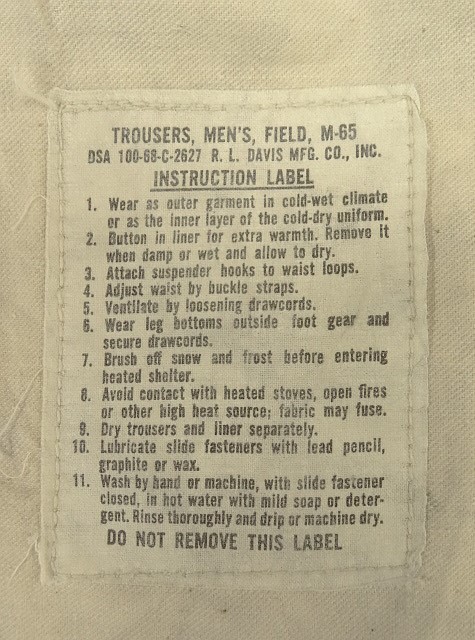 TROUSERS, MEN'S, FIELD, M-65
DSA 100-68-C-2627 R. L. DAVIS MFG. CO., INC.
INSTRUCTION LABEL
1. Wear as outer garment in cold-wet climate
or as the inner layer of the cold-dry uniform.
2. Button in liner for extra warmth. Remove it
when damp or wet and allow to dry.
3. Attach suspender hooks to waist loops.
4. Adjust waist by buckle straps.
5. Ventilate by loosening drawcords.
6. Wear leg bottoms outside foot gear and
secure drawcords.
7. Brush off snow and frost before entering
heated shelter.
8. Avoid contact with heated stoves, open fires
or other high heat source; fabric may fuse.
9. Dry trousers and liner separately.
10. Lubricate slide fasteners with lead pencil,
graphite or wax.
11. Wash by hand or machine, with slide fastener
closed, in hot water with mild soap or deter-
gent. Rinse thoroughly and drip or machine dry.
DO NOT REMOVE THIS LABEL